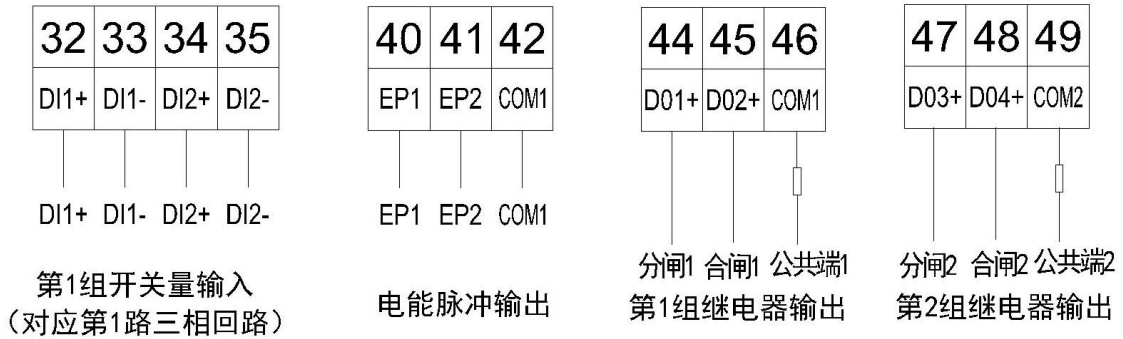 32 33 34 35
DI1+ DI1- DI2+ DI2-
DI1+ DI1- DI2+ DI2-
第1组开关量输入
（对应第1路三相回路）
40 41 42
EP1 EP2 COM1
EP1 EP2 COM1
电能脉冲输出
44 45 46
D01+ D02+ COM1
分闸1 合闸1 公共端1
第1组继电器输出
47 48 49
D03+ D04+ COM2
分闸2 合闸2 公共端2
第2组继电器输出